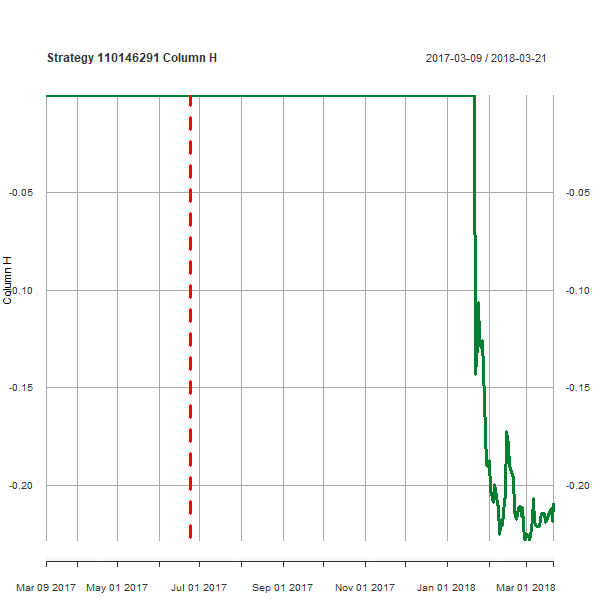 Strategy 110146291 Column H
2017-03-09 / 2018-03-21
-0.05 -0.05
-0.10 -0.10
Column H
-0.15 -0.15
-0.20 -0.20
Mar 09 2017 May 01 2017 Jul 01 2017 Sep 01 2017 Nov 01 2017 Jan 01 2018 Mar 01 2018